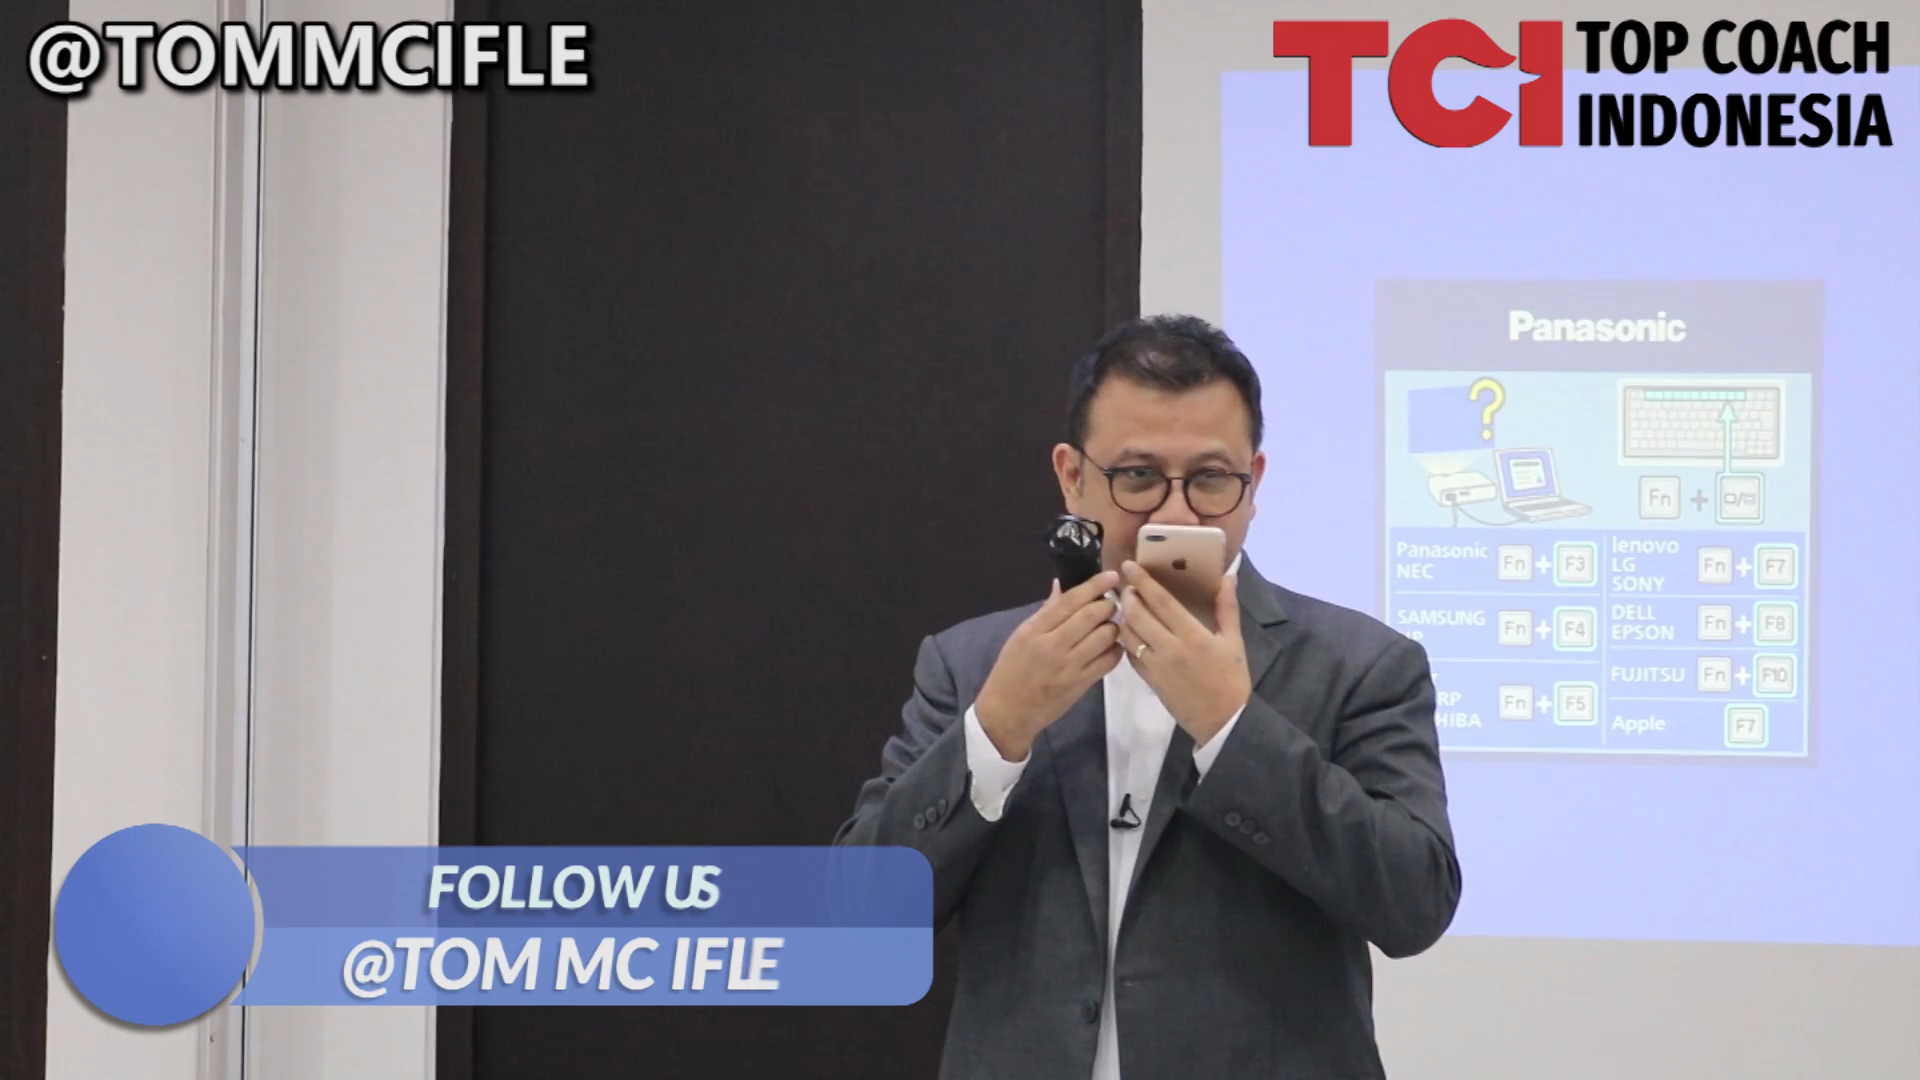 @TOMMCIFLE
TCI TOP COACH
INDONESIA
Panasonic
?
Fn +
Panasonic
NEC
Fn + F3
lenovo
LG
SONY
Fn + F7
SAMSUNG
Fn + F4
DELL
EPSON
Fn + F8
Fn + F5
FUJITSU
Fn + F10
Apple
F7
FOLLOW US
@TOM MC IFLE